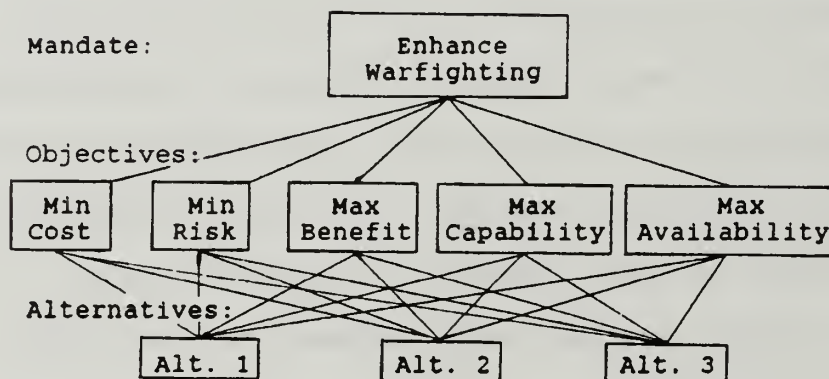 Mandate:
Enhance
Warfighting
Objectives:
Min
Cost
Min
Risk
Max
Benefit
Max
Capability
Max
Availability
Alternatives:
Alt. 1
Alt. 2
Alt. 3